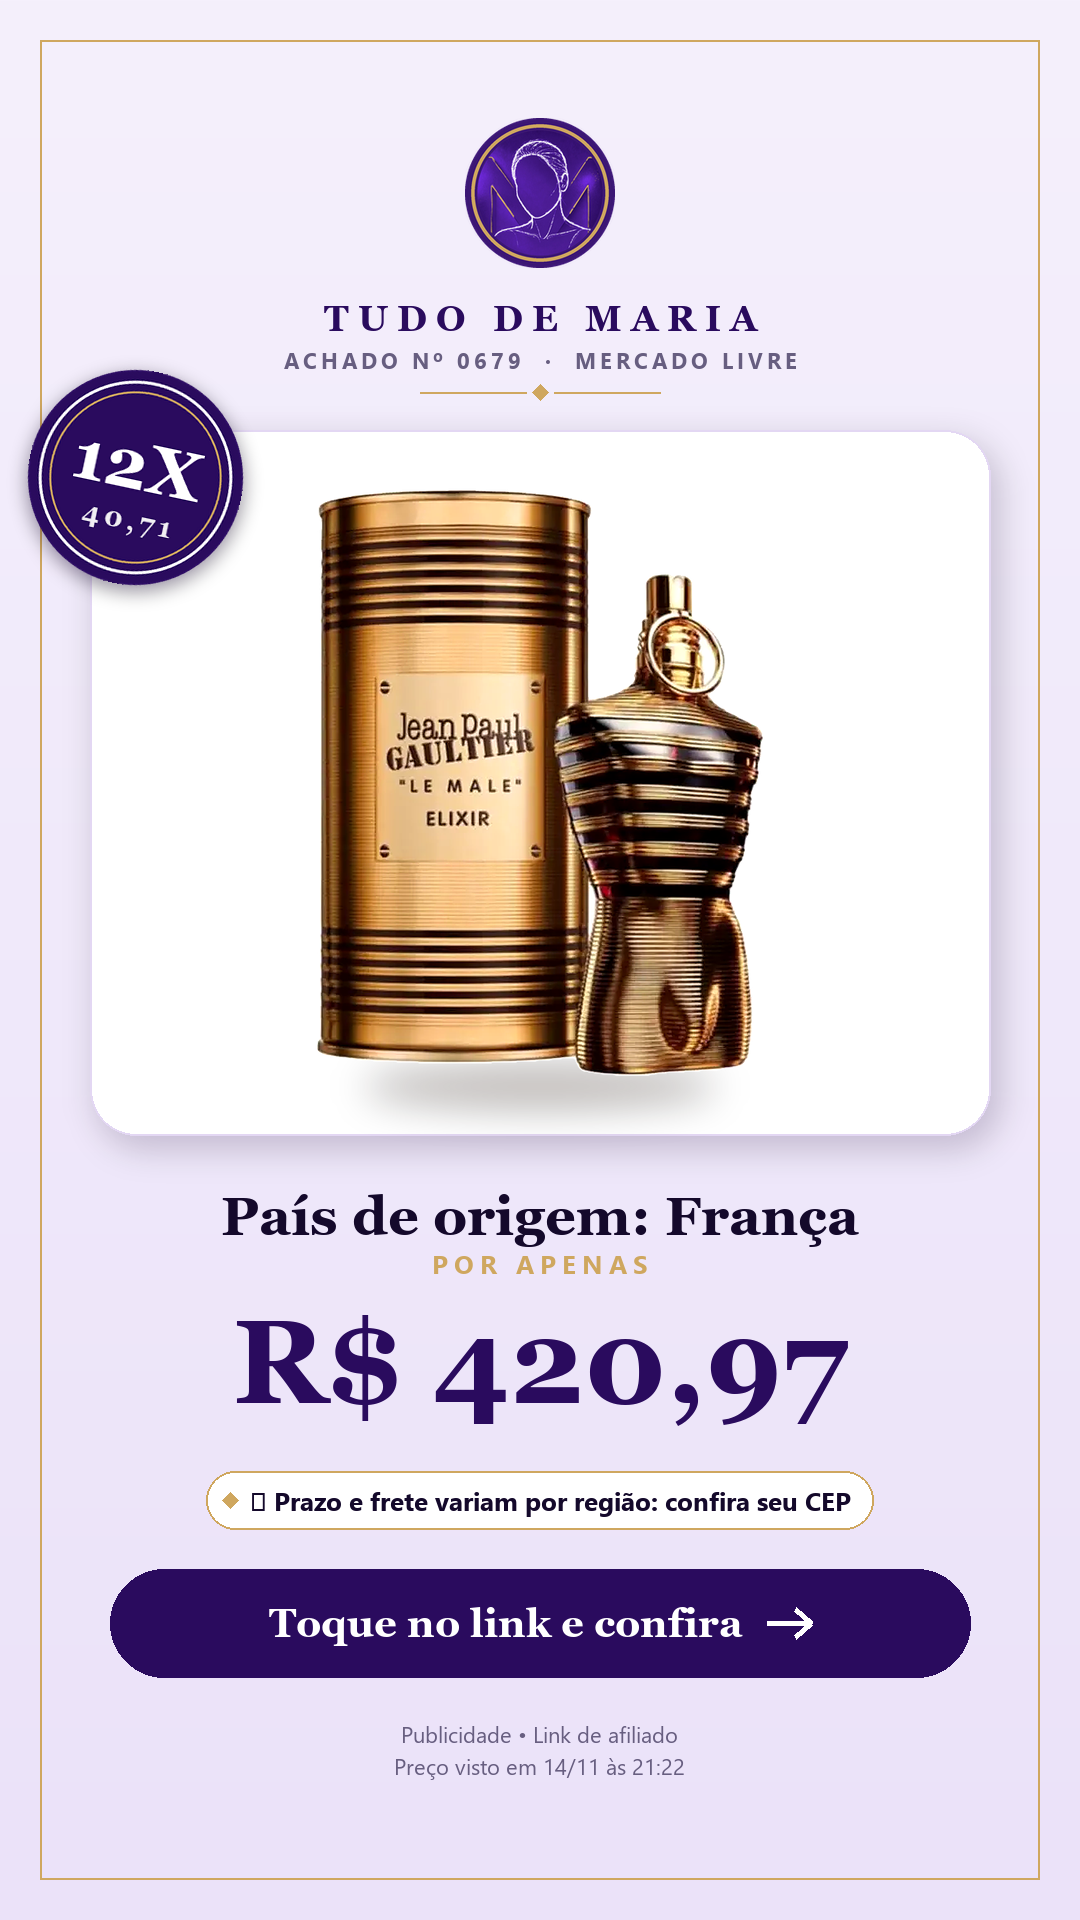 TUDO DE MARIA
ACHADO Nº 0679 · MERCADO LIVRE
12X
40,71
Jean Paul
GAULTIER
"LE MALE"
ELIXIR
País de origem: França
POR APENAS
R$ 420,97
Prazo e frete variam por região: confira seu CEP
Toque no link e confira →
Publicidade • Link de afiliado
Preço visto em 14/11 às 21:22